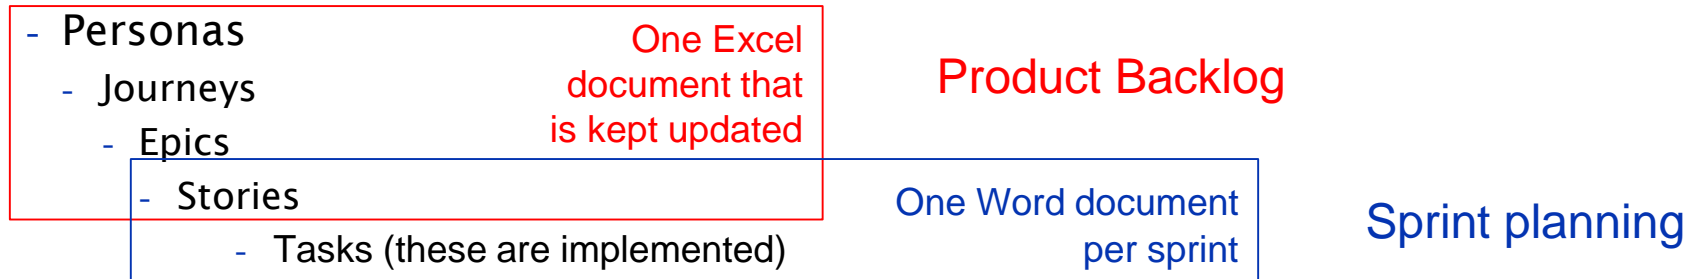 - Personas
- Journeys
- Epics
- Stories
- Tasks (these are implemented)
One Excel
document that
is kept updated
Product Backlog
One Word document
per sprint
Sprint planning